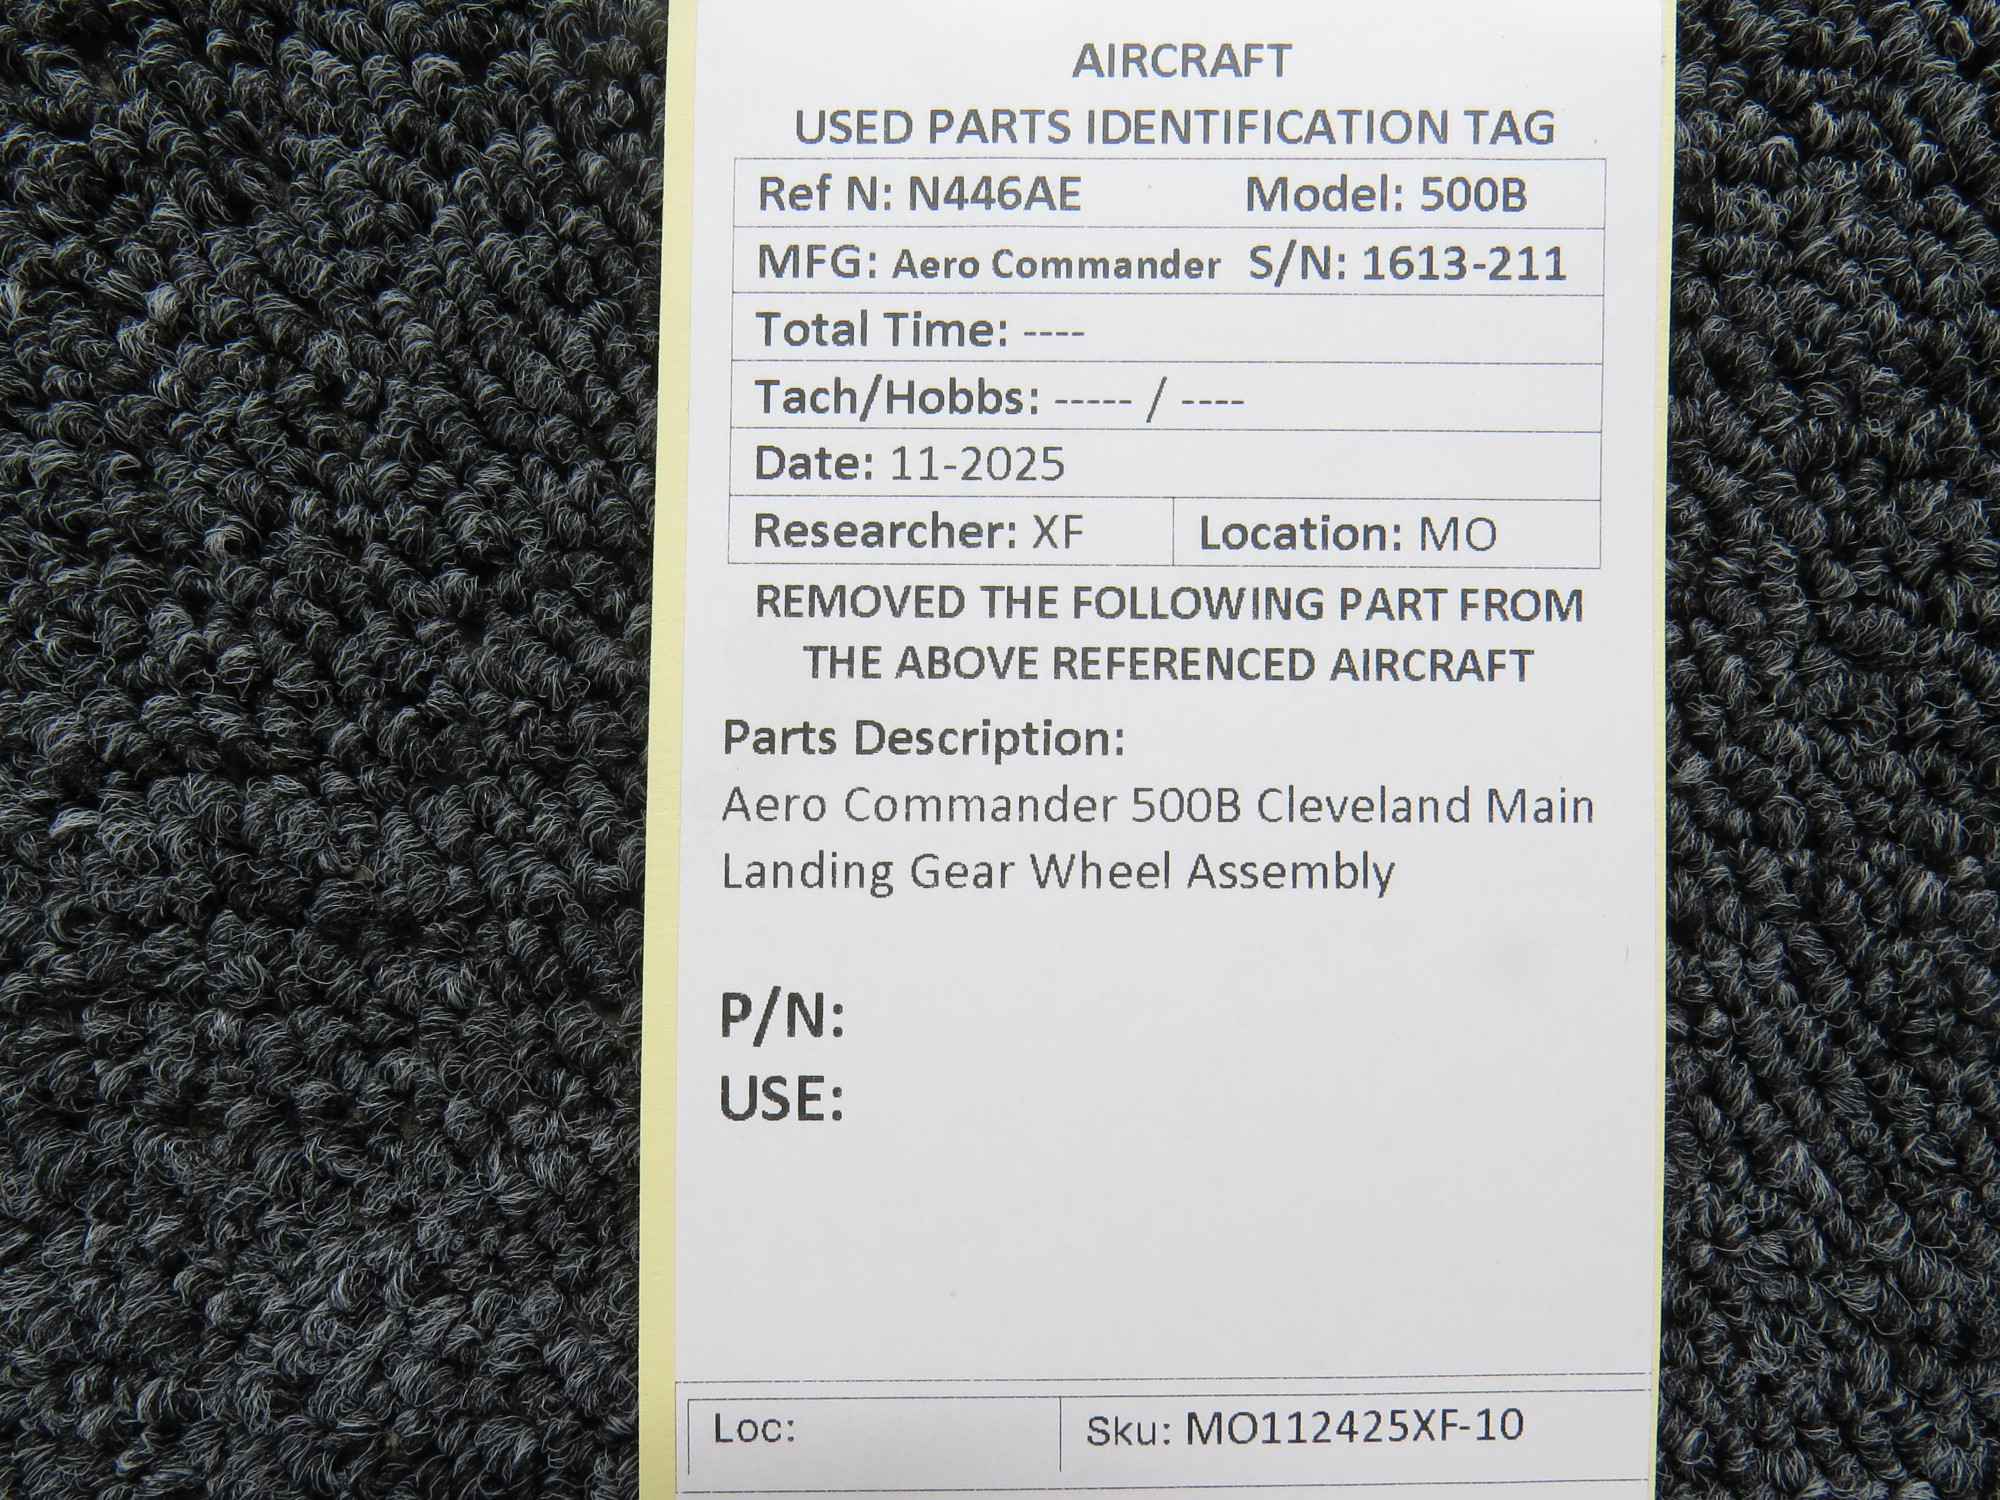 AIRCRAFT
USED PARTS IDENTIFICATION TAG
Ref N: N446AE Model: 500B
MFG: Aero Commander S/N: 1613-211
Total Time: ----
Tach/Hobbs: ----- / ----
Date: 11-2025
Researcher: XF Location: MO
REMOVED THE FOLLOWING PART FROM
THE ABOVE REFERENCED AIRCRAFT
Parts Description:
Aero Commander 500B Cleveland Main
Landing Gear Wheel Assembly
P/N:
USE:
Loc: Sku: MO112425XF-10